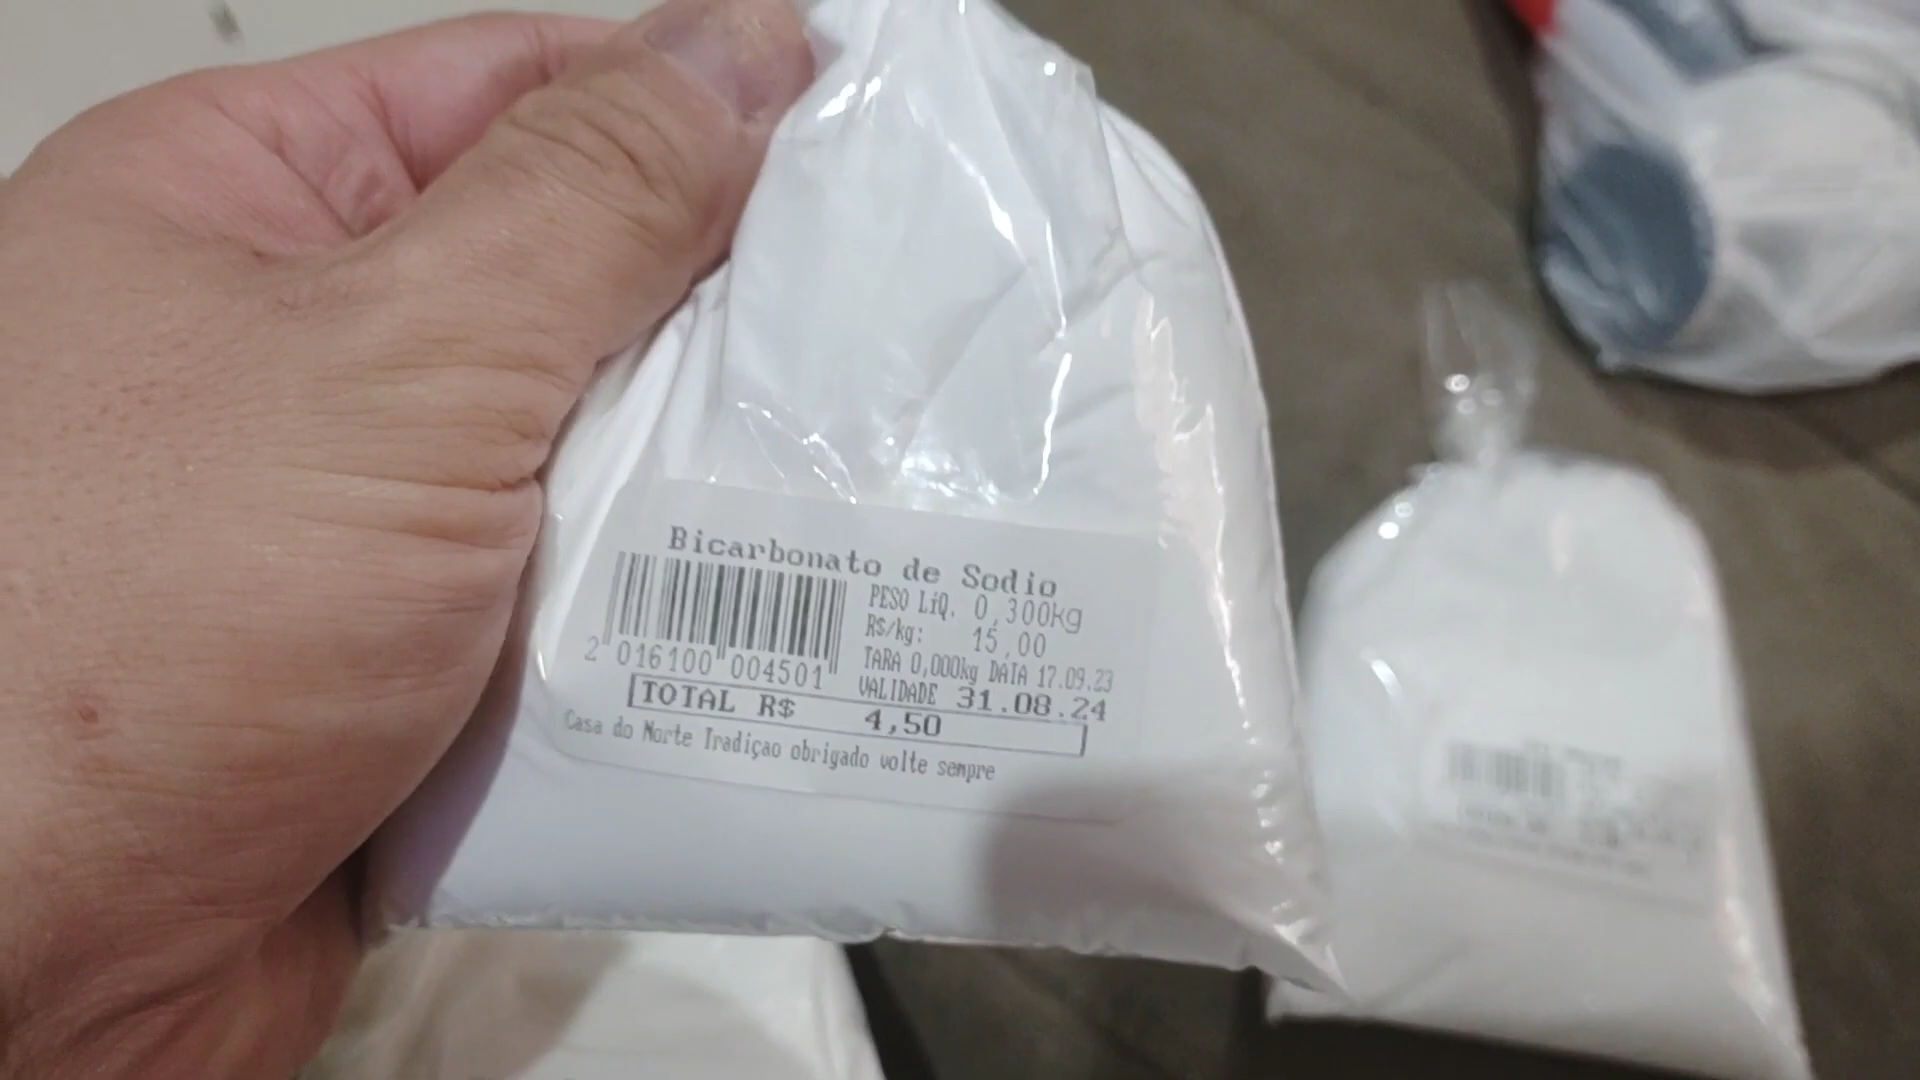 Bicarbonato de Sodio
PESO LíQ. 0,300kg
R$/kg: 15,00
TARA 0,000kg DATA 17.09.23
2 016100 004501
VALIDADE 31.08.24
TOTAL R$ 4,50
Casa do Norte Tradiçao obrigado volte sempre